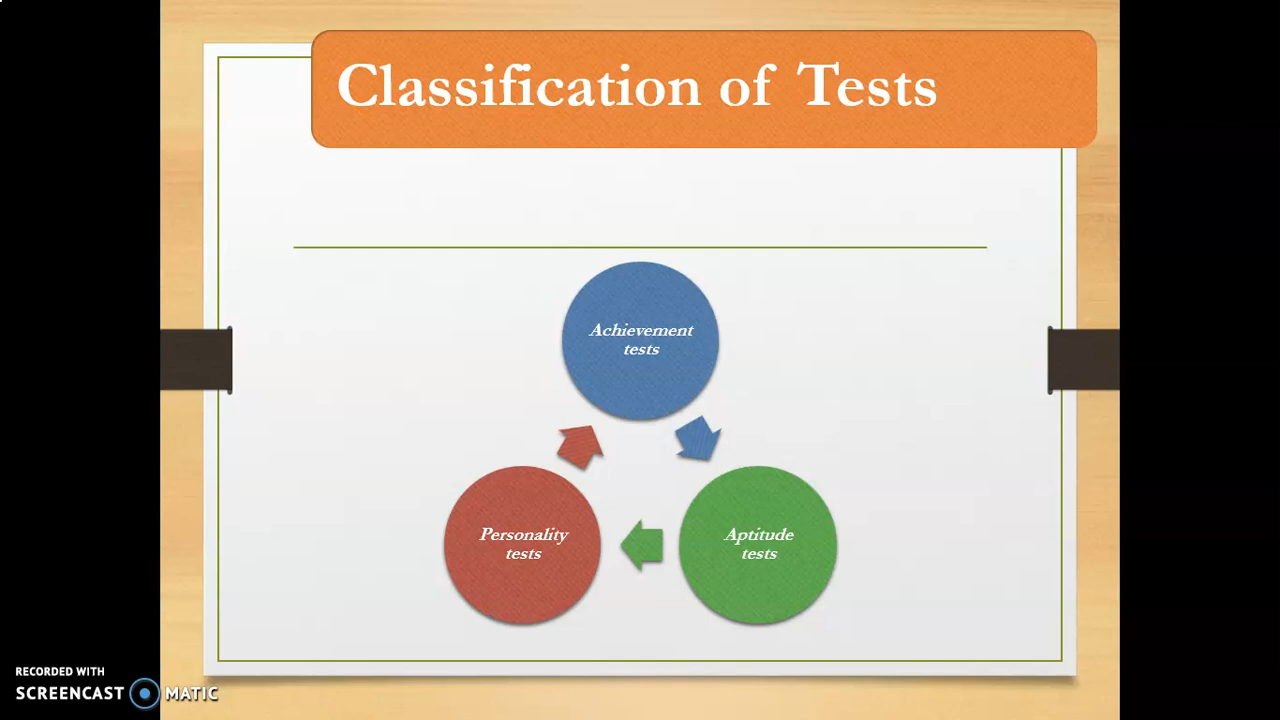 Classification of Tests
Achievement
tests
Personality
tests
Aptitude
tests
RECORDED WITH
SCREENCAST MATIC